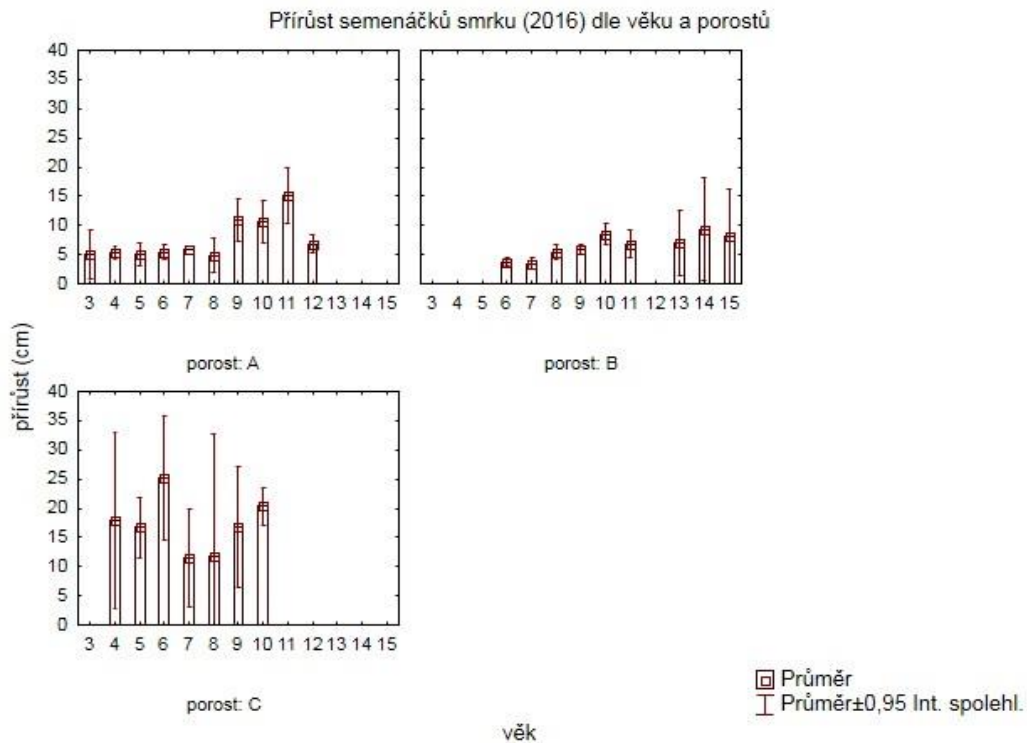 Přírůst semenáčků smrku (2016) dle věku a porostů
40
35
30
25
20
15
10
5
0
3 4 5 6 7 8 9 10 11 12 13 14 15
porost: A
3 4 5 6 7 8 9 10 11 12 13 14 15
porost: B
přírůst (cm)
40
35
30
25
20
15
10
5
0
3 4 5 6 7 8 9 10 11 12 13 14 15
porost: C
věk
Průměr
Průměr±0,95 Int. spolehl.